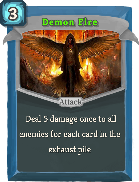 3
Demon Fire
Attack
Deal 5 damage once to all
enemies for each card in the
exhaust pile